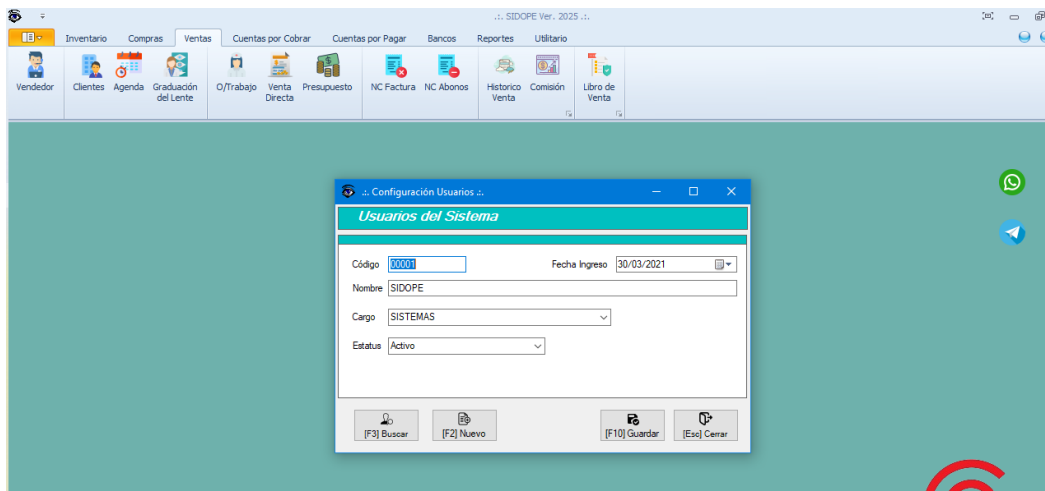 .:. SIDOPE Ver. 2025 .:.
Inventario Compras Ventas Cuentas por Cobrar Cuentas por Pagar Bancos Reportes Utilitario
Vendedor Clientes Agenda Graduación del Lente O/Trabajo Venta Directa Presupuesto NC Factura NC Abonos Historico Venta Comisión Libro de Venta
.:. Configuración Usuarios .:.
Usuarios del Sistema
Código 00001 Fecha Ingreso 30/03/2021
Nombre SIDOPE
Cargo SISTEMAS
Estatus Activo
[F3] Buscar [F2] Nuevo [F10] Guardar [Esc] Cerrar